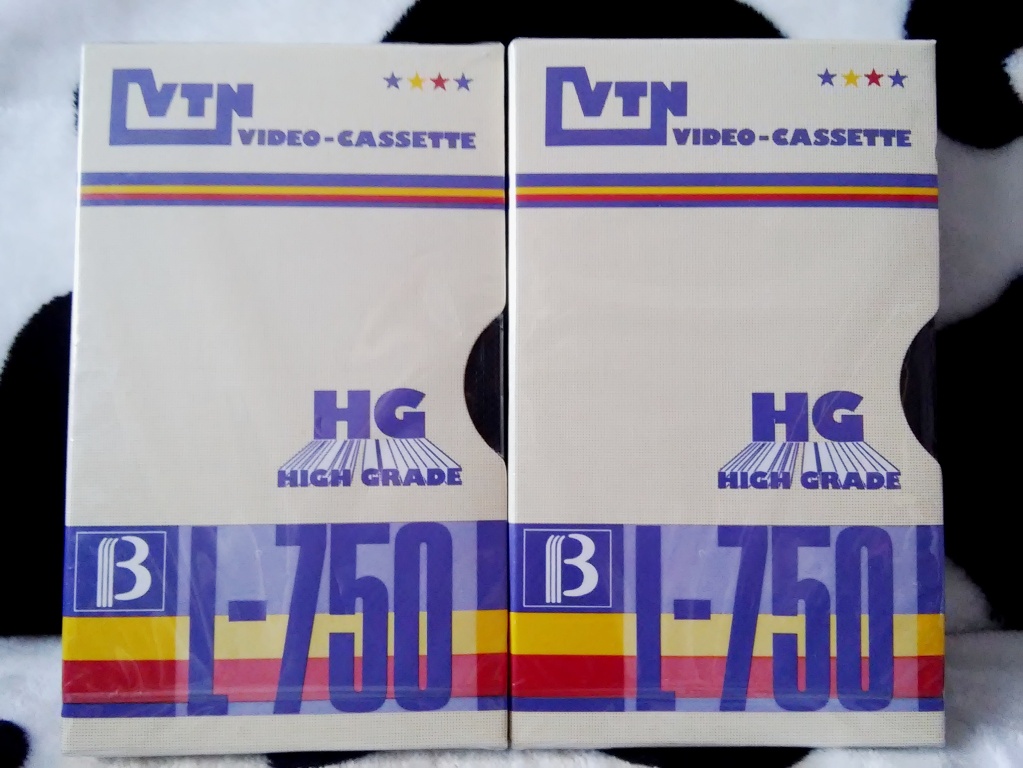 VTN
VIDEO-CASSETTE
HG
HIGH GRADE
B L-750
VTN
VIDEO-CASSETTE
HG
HIGH GRADE
B L-750